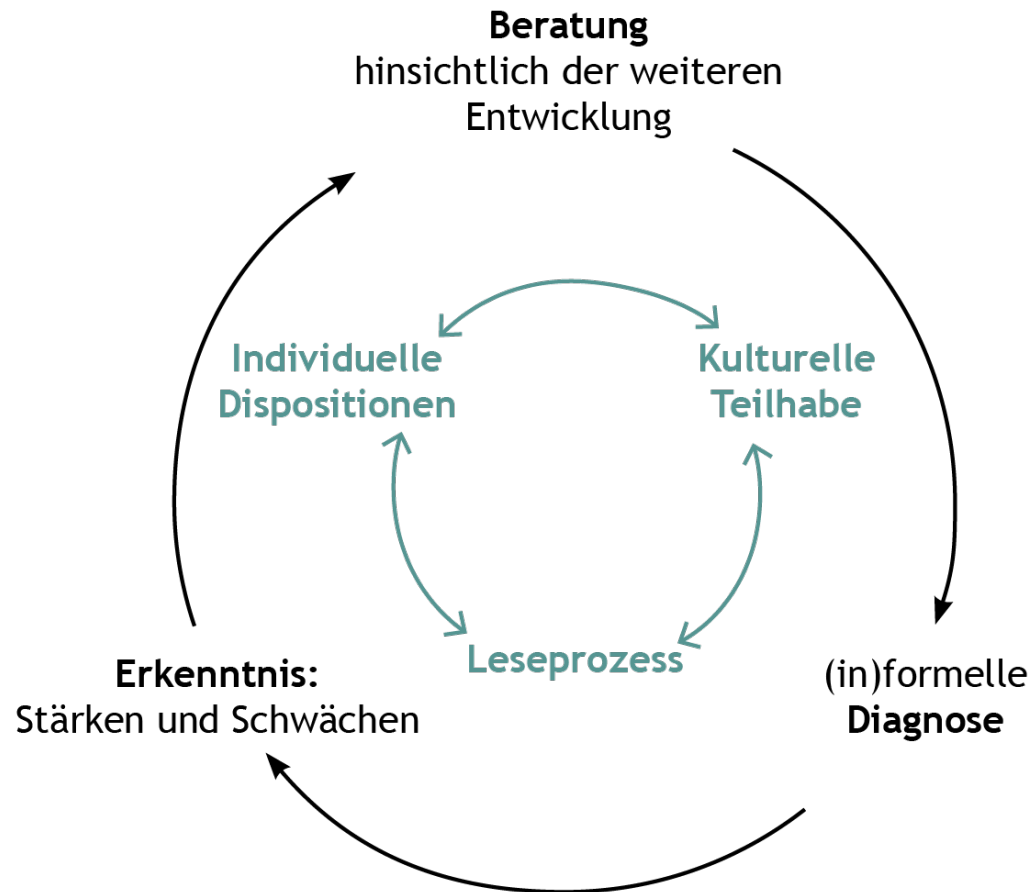 Beratung
hinsichtlich der weiteren
Entwicklung
Individuelle
Dispositionen
Kulturelle
Teilhabe
Leseprozess
Erkenntnis:
Stärken und Schwächen
(in)formelle
Diagnose